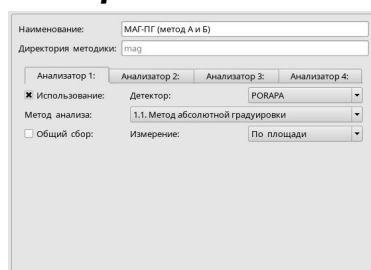 Наименование: МАГ-ПГ (метод А и Б)
Директория методики: mag
Анализатор 1: Анализатор 2: Анализатор 3: Анализатор 4:
Использование: Детектор: PORAPA
Метод анализа: 1.1. Метод абсолютной градуировки
Общий сбор: Измерение: По площади